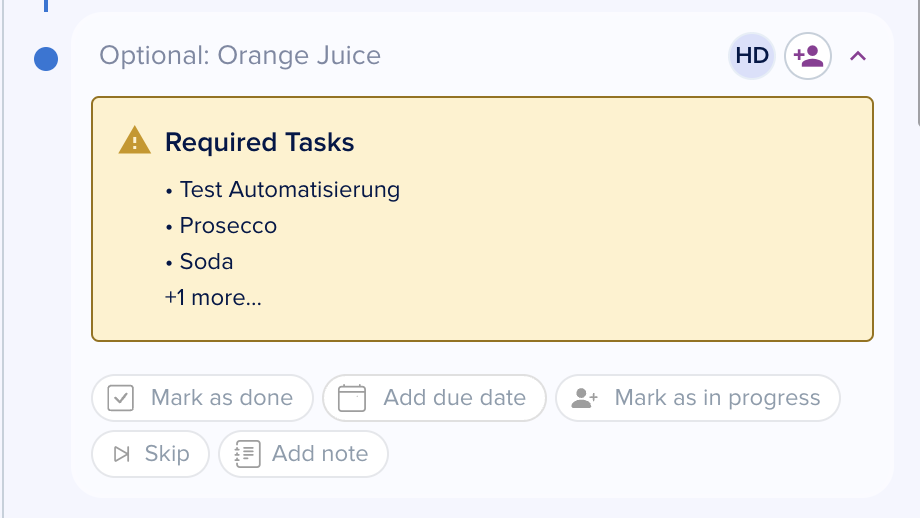 Optional: Orange Juice
HD
Required Tasks
• Test Automatisierung
• Prosecco
• Soda
+1 more...
Mark as done
Add due date
Mark as in progress
Skip
Add note